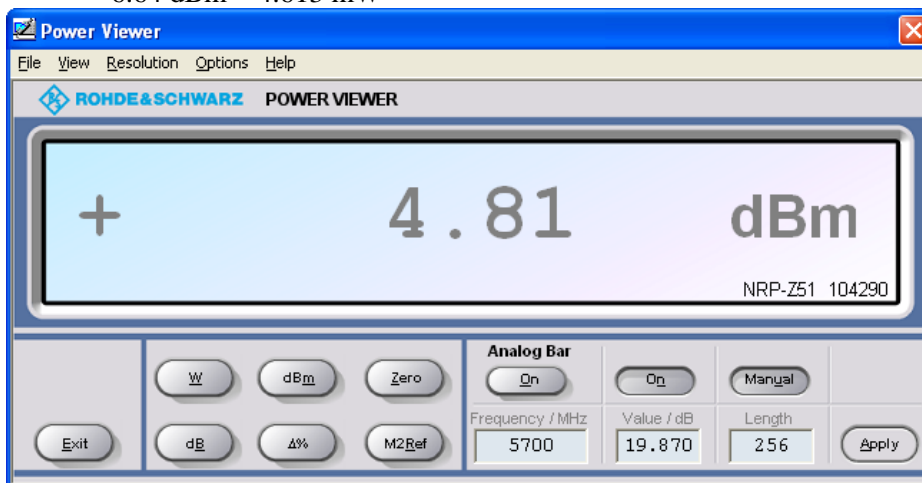 Power Viewer
File View Resolution Options Help
ROHDE&SCHWARZ POWER VIEWER
+ 4.81 dBm
NRP-Z51 104290
Analog Bar
W dBm Zero On On Manual
Frequency / MHz Value / dB Length
Exit dB Δ% M2Ref 5700 19.870 256 Apply